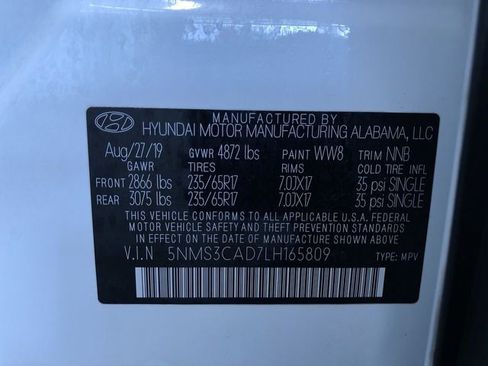 MANUFACTURED BY
HYUNDAI MOTOR MANUFACTURING ALABAMA, LLC
Aug/27/19 GVWR 4872 lbs PAINT WW8 TRIM NNB
GAWR TIRES RIMS COLD TIRE INFL
FRONT 2866 lbs 235/65R17 7.0JX17 35 psi SINGLE
REAR 3075 lbs 235/65R17 7.0JX17 35 psi SINGLE
THIS VEHICLE CONFORMS TO ALL APPLICABLE U.S.A. FEDERAL
MOTOR VEHICLE SAFETY AND THEFT PREVENTION STANDARDS
IN EFFECT ON THE DATE OF MANUFACTURE SHOWN ABOVE.
V.I.N 5NMS3CAD7LH165809
TYPE: MPV